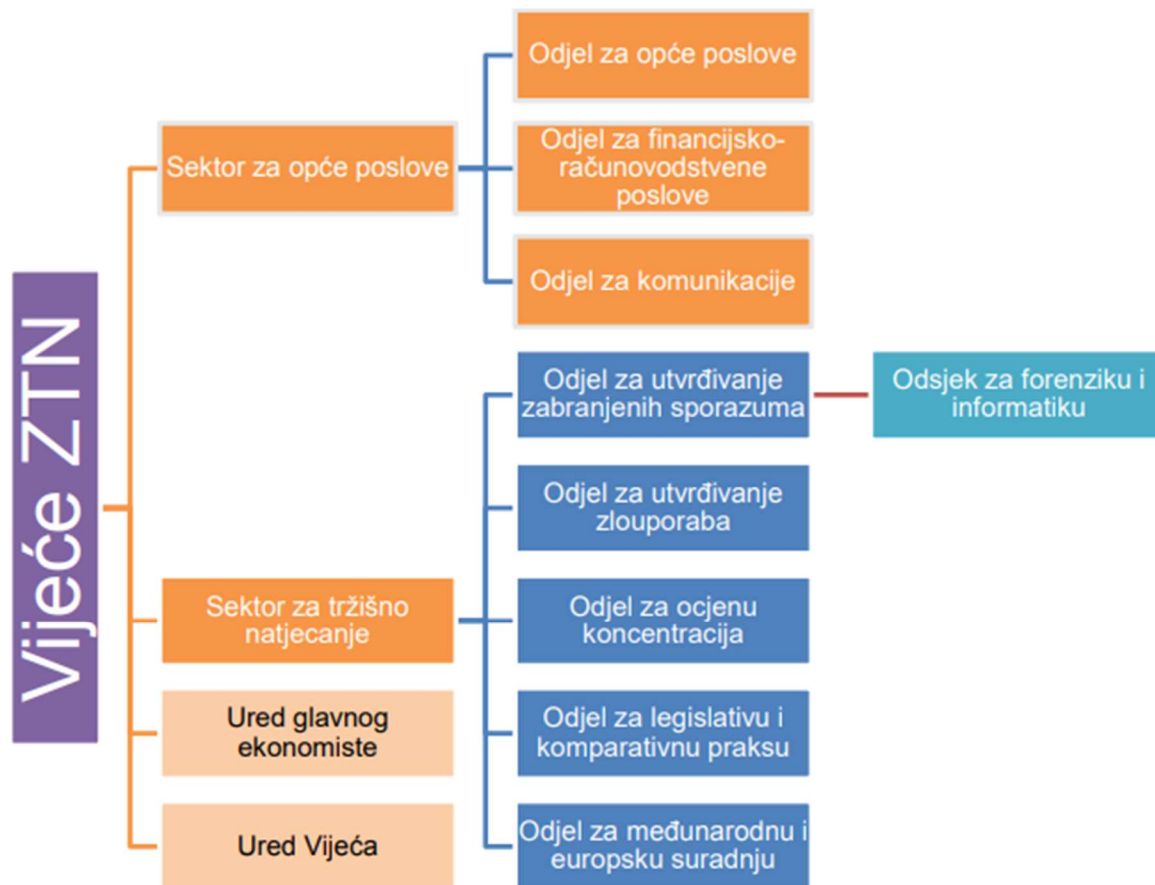 Vijeće ZTN
Sektor za opće poslove
Odjel za opće poslove
Odjel za financijsko-
računovodstvene
poslove
Odjel za komunikacije
Sektor za tržišno
natjecanje
Odjel za utvrđivanje
zabranjenih sporazuma
Odsjek za forenziku i
informatiku
Odjel za utvrđivanje
zlouporaba
Odjel za ocjenu
koncentracija
Odjel za legislativu i
komparativnu praksu
Odjel za međunarodnu i
europsku suradnju
Ured glavnog
ekonomiste
Ured Vijeća